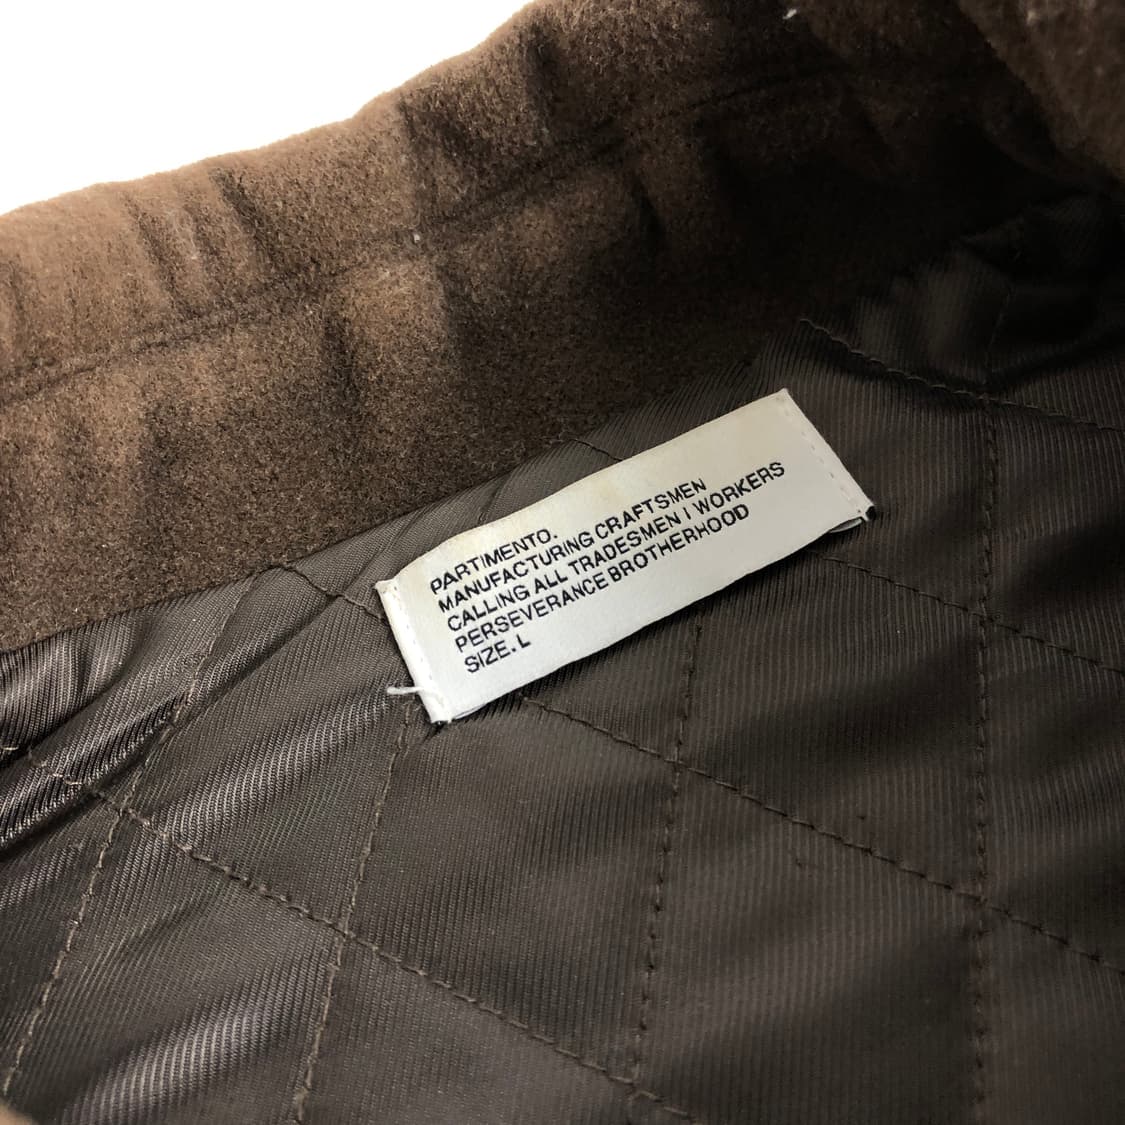 PARTIMENTO.
MANUFACTURING CRAFTSMEN
CALLING ALL TRADESMEN I WORKERS
PERSEVERANCE BROTHERHOOD
SIZE. L